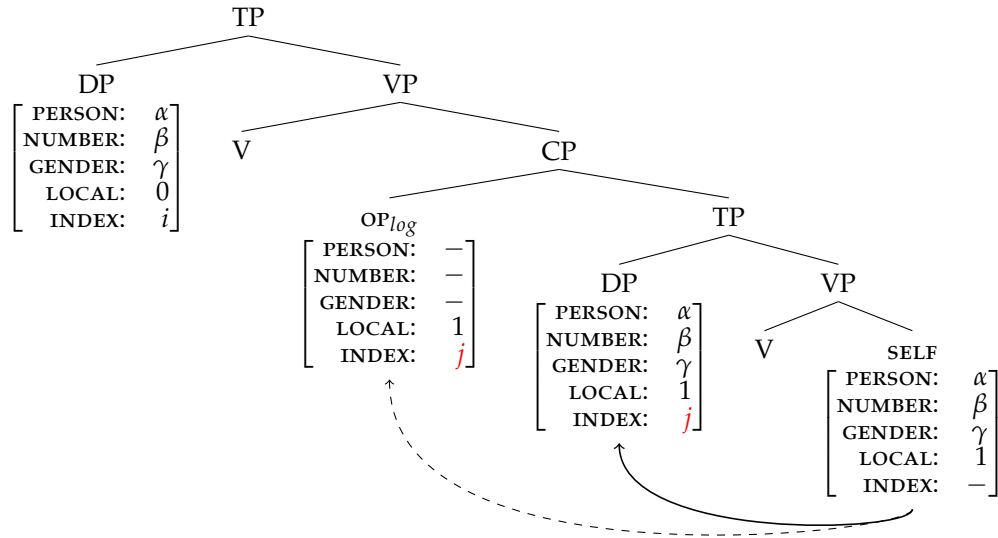 TP
DP VP
[PERSON: α
NUMBER: β
GENDER: γ
LOCAL: 0
INDEX: i]
V CP
OP_log TP
[PERSON: −
NUMBER: −
GENDER: −
LOCAL: 1
INDEX: j]
DP VP
[PERSON: α
NUMBER: β
GENDER: γ
LOCAL: 1
INDEX: j]
V SELF
[PERSON: α
NUMBER: β
GENDER: γ
LOCAL: 1
INDEX: −]